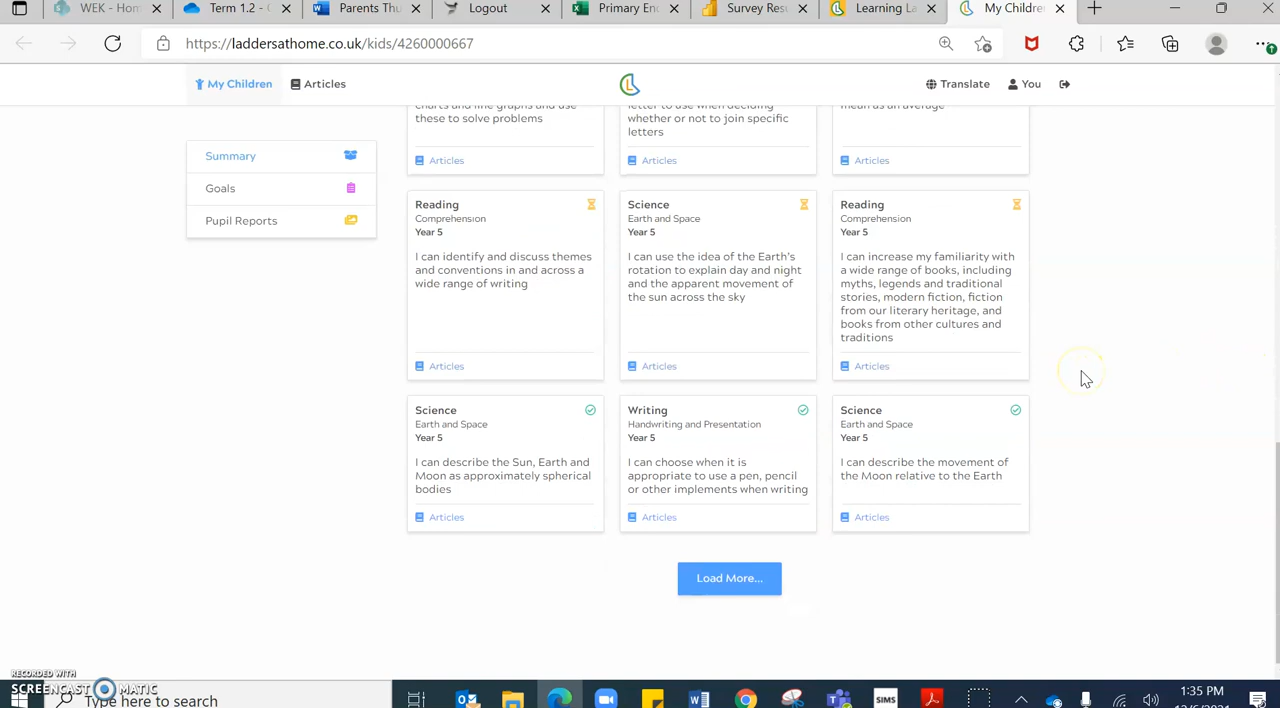 WEK - Hom
Term 1.2 -
Parents Thu
Logout
Primary En
Survey Resu
Learning La
My Childre
https://laddersathome.co.uk/kids/4260000667
My Children
Articles
Translate
You
Summary
Goals
Pupil Reports
charts and line graphs and use
these to solve problems
Articles
letter to use when deciding
whether or not to join specific
letters
Articles
mean as an average
Articles
Reading
Comprehension
Year 5
I can identify and discuss themes
and conventions in and across a
wide range of writing
Articles
Science
Earth and Space
Year 5
I can use the idea of the Earth's
rotation to explain day and night
and the apparent movement of
the sun across the sky
Articles
Reading
Comprehension
Year 5
I can increase my familiarity with
a wide range of books, including
myths, legends and traditional
stories, modern fiction, fiction
from our literary heritage, and
books from other cultures and
traditions
Articles
Science
Earth and Space
Year 5
I can describe the Sun, Earth and
Moon as approximately spherical
bodies
Articles
Writing
Handwriting and Presentation
Year 5
I can choose when it is
appropriate to use a pen, pencil
or other implements when writing
Articles
Science
Earth and Space
Year 5
I can describe the movement of
the Moon relative to the Earth
Articles
Load More...
RECORDED WITH
SCREENCAST MATIC
Type here to search
SIMS
1:35 PM